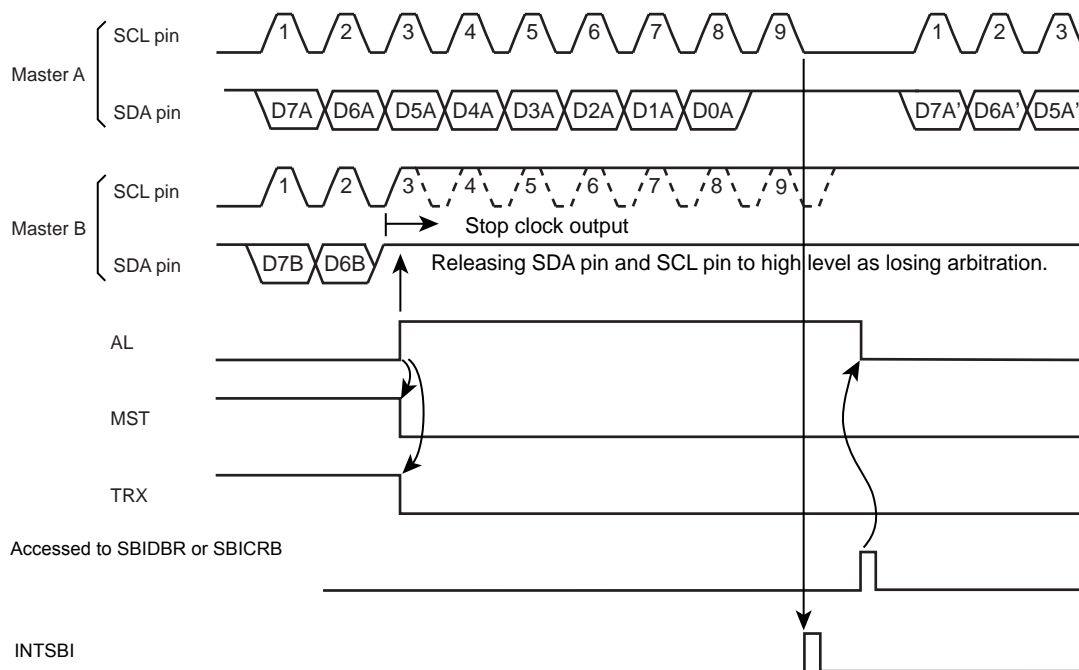 SCL pin 1 2 3 4 5 6 7 8 9 1 2 3
Master A
SDA pin D7A D6A D5A D4A D3A D2A D1A D0A D7A' D6A' D5A'
SCL pin 1 2 3 4 5 6 7 8 9
Master B
Stop clock output
SDA pin D7B D6B
Releasing SDA pin and SCL pin to high level as losing arbitration.
AL
MST
TRX
Accessed to SBIDBR or SBICRB
INTSBI